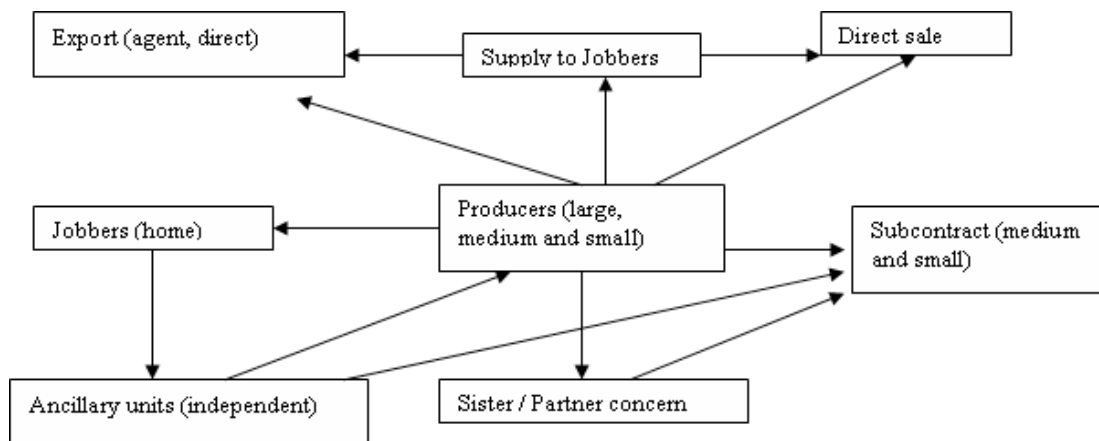 Export (agent, direct)
Supply to Jobbers
Direct sale
Jobbers (home)
Producers (large,
medium and small)
Subcontract (medium
and small)
Ancillary units (independent)
Sister / Partner concern